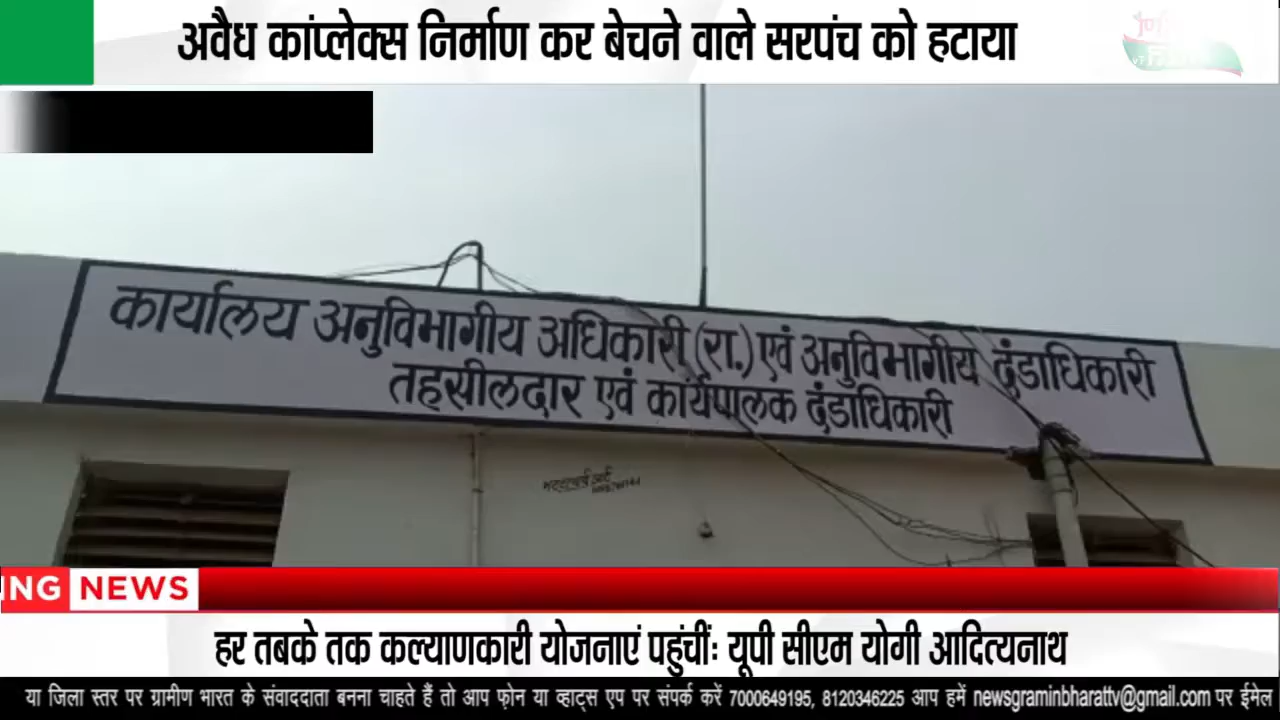 अवैध कांप्लेक्स निर्माण कर बेचने वाले सरपंच को हटाया
कार्यालय अनुविभागीय अधिकारी (रा.) एवं अनुविभागीय दंडाधिकारी
तहसीलदार एवं कार्यपालक दंडाधिकारी
NG NEWS
हर तबके तक कल्याणकारी योजनाएं पहुंचीं: यूपी सीएम योगी आदित्यनाथ
या जिला स्तर पर ग्रामीण भारत के संवाददाता बनना चाहते हैं तो आप फ़ोन या व्हाट्स एप पर संपर्क करें 7000649195, 8120346225 आप हमें newsgraminbharattv@gmail.com पर ईमेल